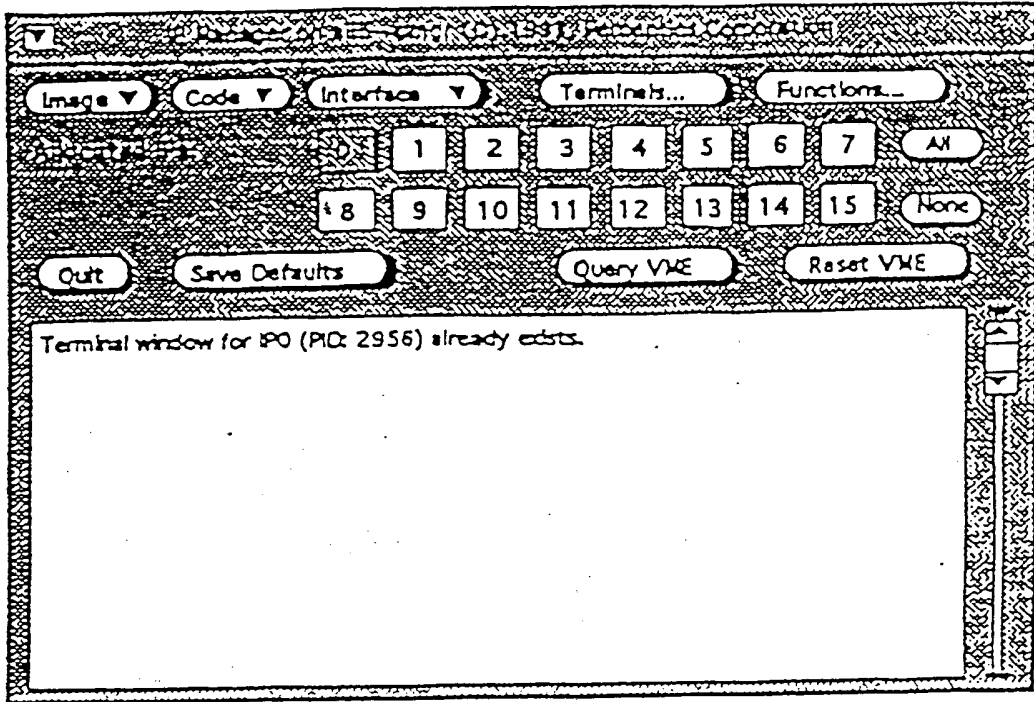 Image Code Interface Terminals... Functions...
1 2 3 4 5 6 7 All
8 9 10 11 12 13 14 15 None
Quit Save Defaults Query VME Reset VME
Terminal window for IP0 (PID: 2956) already exists.